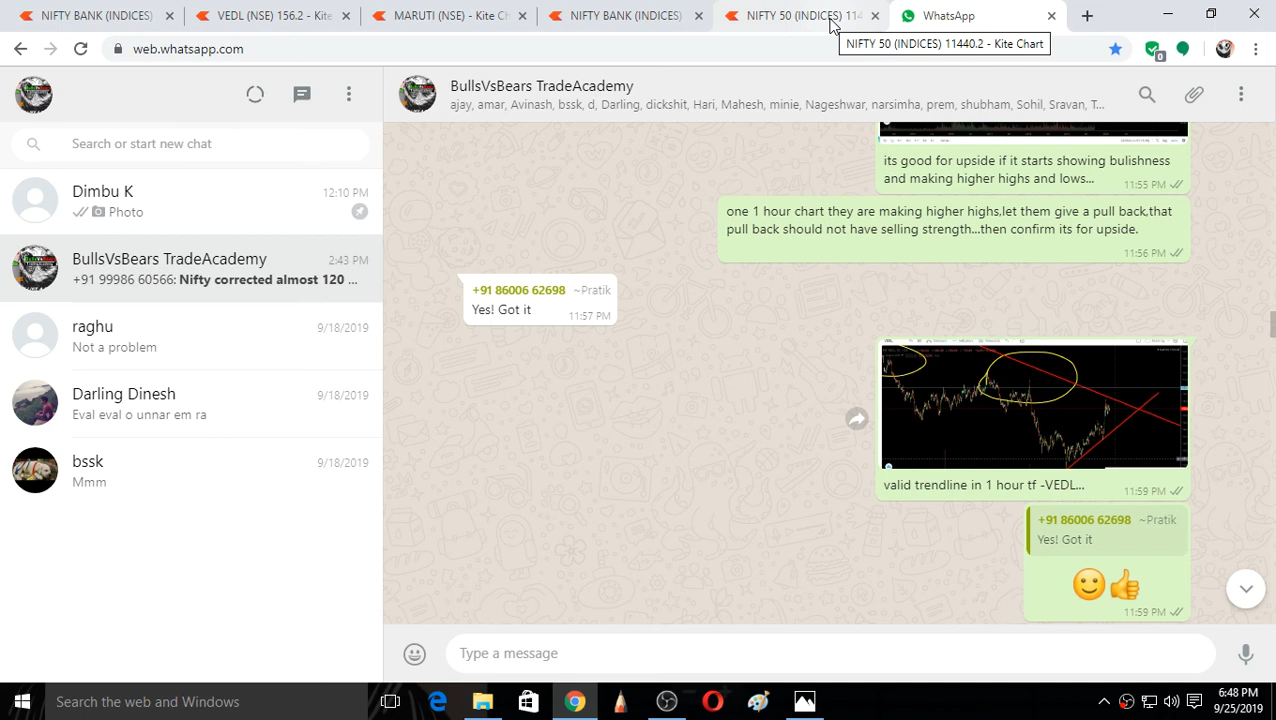 NIFTY BANK (INDICES)
VEDL (NSE) 156.2 - Kite
MARUTI (NSE) - Kite Ch
NIFTY BANK (INDICES)
NIFTY 50 (INDICES) 114
WhatsApp
web.whatsapp.com
NIFTY 50 (INDICES) 11440.2 - Kite Chart
0
Search or start new chat
Dimbu K
12:10 PM
Photo
BullsVsBears TradeAcademy
2:43 PM
+91 99986 60566: Nifty corrected almost 120 ...
raghu
9/18/2019
Not a problem
Darling Dinesh
9/18/2019
Eval eval o unnar em ra
bssk
9/18/2019
Mmm
BullsVsBears TradeAcademy
ajay, amar, Avinash, bssk, d, Darling, dickshit, Hari, Mahesh, minie, Nageshwar, narsimha, prem, shubham, Sohil, Sravan, T...
its good for upside if it starts showing bulishness
and making higher highs and lows...
11:55 PM
one 1 hour chart they are making higher highs,let them give a pull back,that
pull back should not have selling strength...then confirm its for upside.
11:56 PM
+91 86006 62698 ~Pratik
Yes! Got it
11:57 PM
valid trendline in 1 hour tf -VEDL...
11:59 PM
+91 86006 62698 ~Pratik
Yes! Got it
11:59 PM
Type a message
Search the web and Windows
6:48 PM
9/25/2019